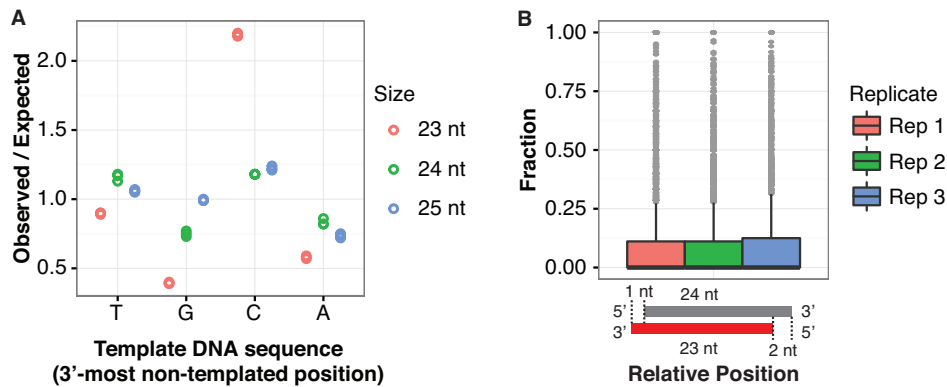 A
Observed / Expected
2.0
1.5
1.0
0.5
T G C A
Template DNA sequence
(3'-most non-templated position)
Size
23 nt
24 nt
25 nt
B
Fraction
1.00
0.75
0.50
0.25
0.00
1 nt 24 nt
5’ 3’
3’ 5’
23 nt 2 nt
Relative Position
Replicate
Rep 1
Rep 2
Rep 3